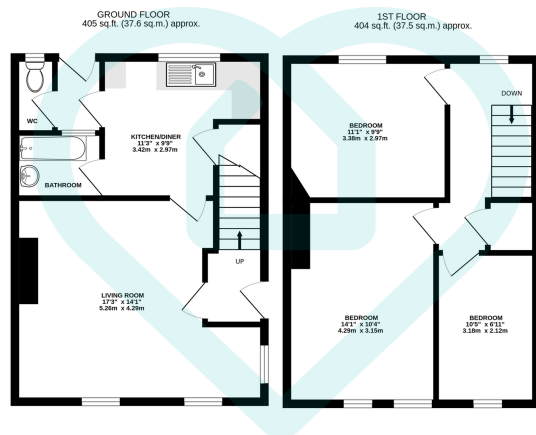 GROUND FLOOR
405 sq.ft. (37.6 sq.m.) approx.
1ST FLOOR
404 sq.ft. (37.5 sq.m.) approx.
WC
KITCHEN/DINER
11'3" x 9'9"
3.42m x 2.97m
BATHROOM
UP
LIVING ROOM
17'3" x 14'1"
5.26m x 4.29m
BEDROOM
11'1" x 9'9"
3.38m x 2.97m
DOWN
BEDROOM
14'1" x 10'4"
4.29m x 3.15m
BEDROOM
10'5" x 6'11"
3.18m x 2.12m